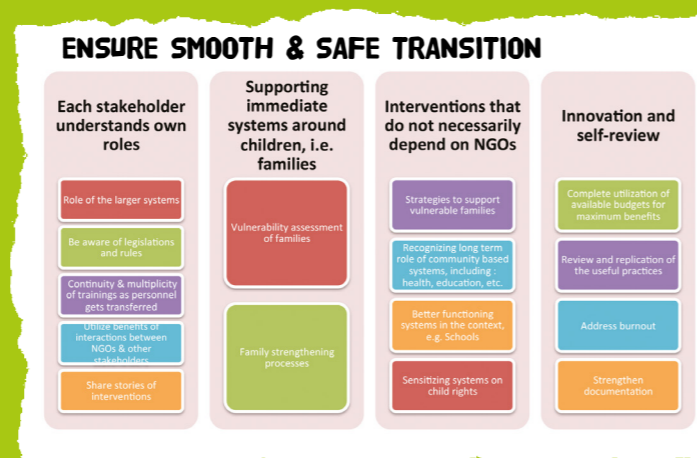 ENSURE SMOOTH & SAFE TRANSITION
Each stakeholder
understands own
roles
Role of the larger systems
Be aware of legislations
and rules
Continuity & multiplicity
of trainings as personnel
gets transferred
Utilize benefits of
interactions between
NGOs & other
stakeholders
Share stories of
interventions
Supporting
immediate
systems around
children, i.e.
families
Vulnerability assessment
of families
Family strengthening
processes
Interventions that
do not necessarily
depend on NGOs
Strategies to support
vulnerable families
Recognizing long term
role of community based
systems, including :
health, education, etc.
Better functioning
systems in the context,
e.g. Schools
Sensitizing systems on
child rights
Innovation and
self-review
Complete utilization of
available budgets for
maximum benefits
Review and replication of
the useful practices
Address burnout
Strengthen
documentation